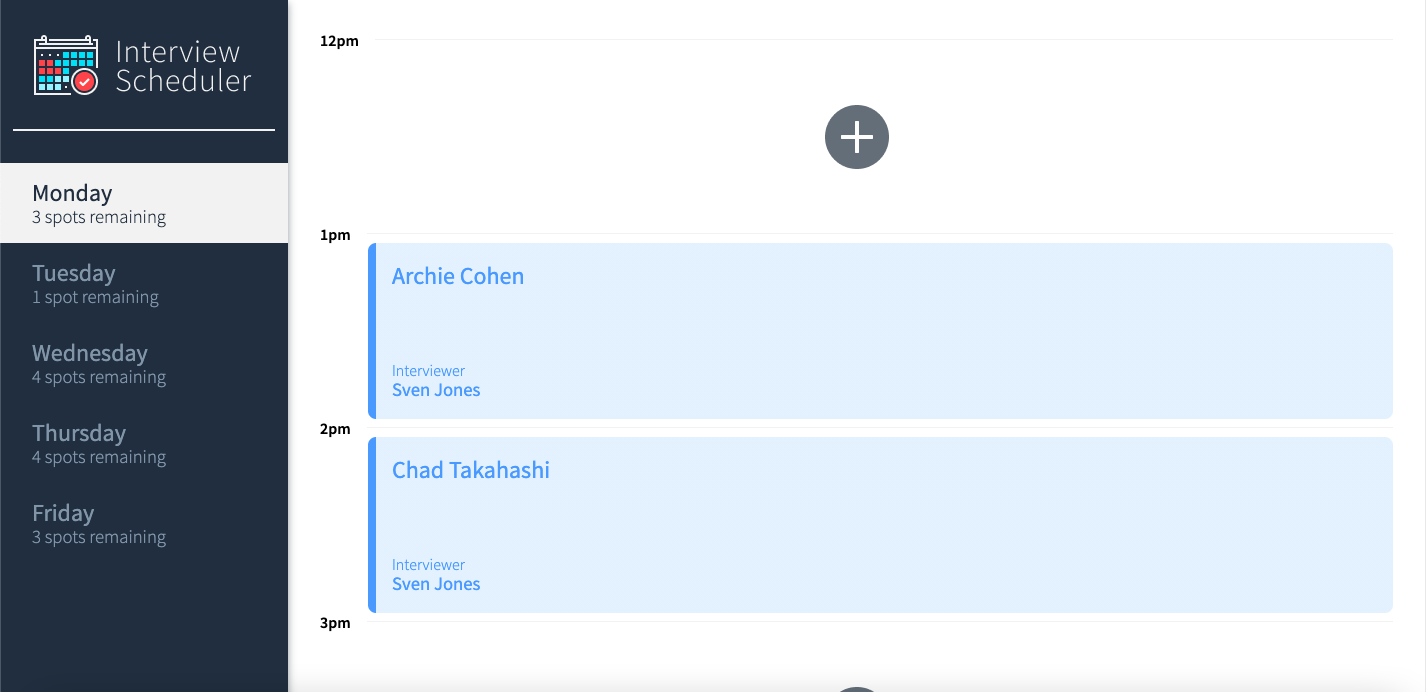 Interview
Scheduler
Monday
3 spots remaining
Tuesday
1 spot remaining
Wednesday
4 spots remaining
Thursday
4 spots remaining
Friday
3 spots remaining
12pm
1pm
Archie Cohen
Interviewer
Sven Jones
2pm
Chad Takahashi
Interviewer
Sven Jones
3pm